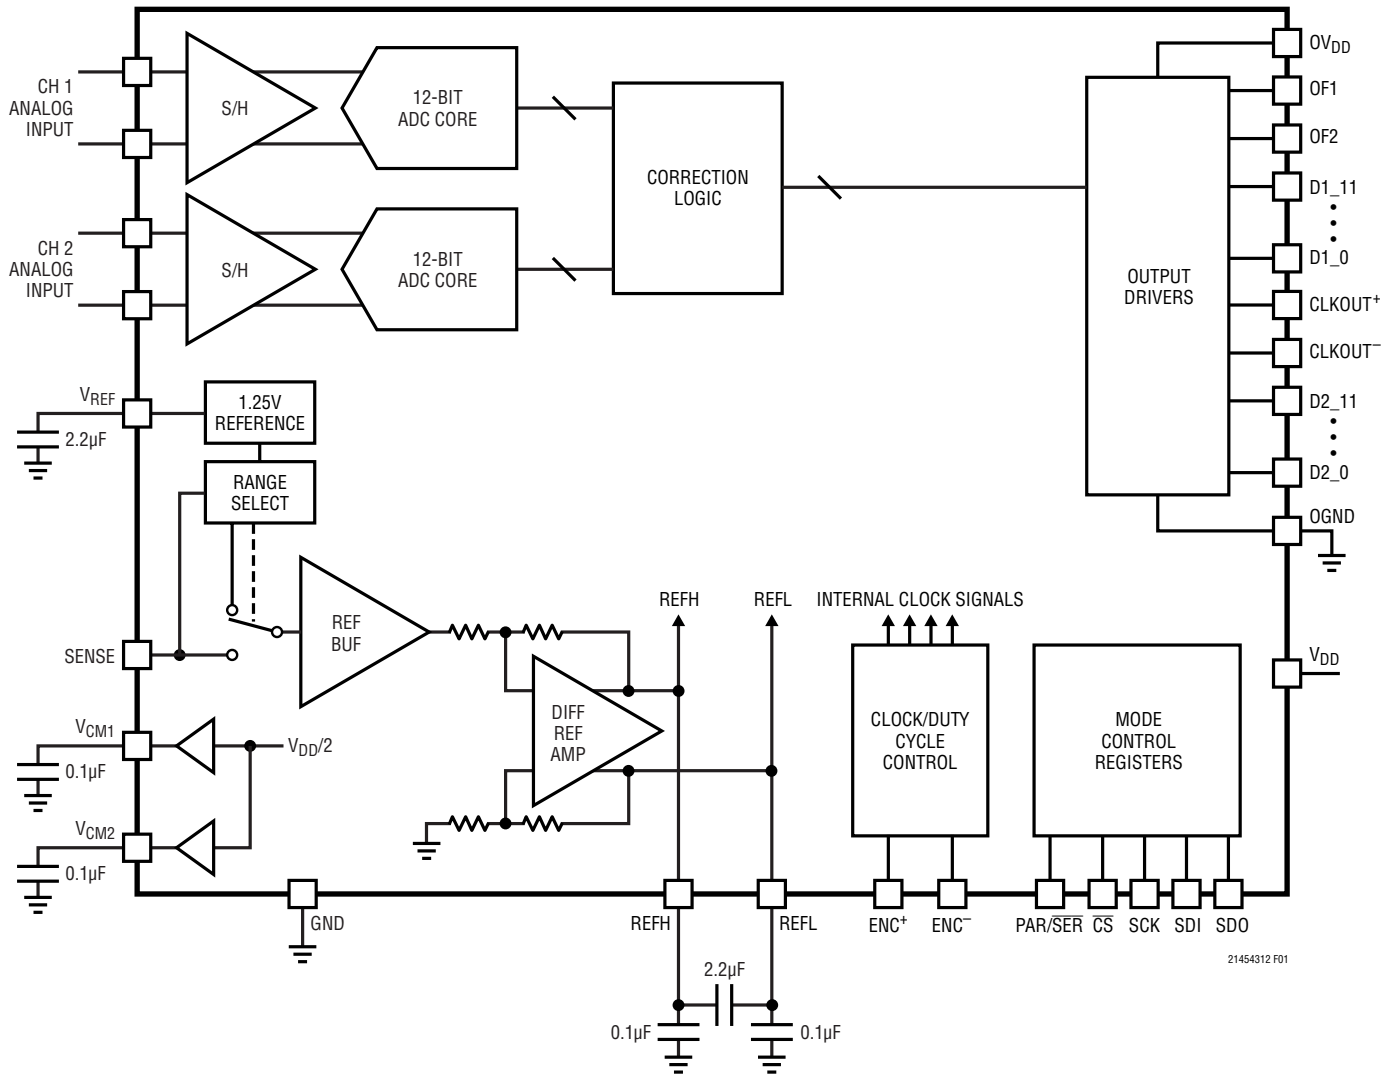 CH 1
ANALOG
INPUT
S/H
12-BIT
ADC CORE
CORRECTION
LOGIC
CH 2
ANALOG
INPUT
S/H
12-BIT
ADC CORE
OUTPUT
DRIVERS
OVDD
OF1
OF2
D1_11
D1_0
CLKOUT+
CLKOUT–
D2_11
D2_0
OGND
VDD
VREF
2.2µF
1.25V
REFERENCE
RANGE
SELECT
SENSE
REF
BUF
DIFF
REF
AMP
REFH
REFL
INTERNAL CLOCK SIGNALS
CLOCK/DUTY
CYCLE
CONTROL
MODE
CONTROL
REGISTERS
VCM1
0.1µF
VDD/2
VCM2
0.1µF
GND
REFH
REFL
ENC+
ENC–
PAR/S̅E̅R̅
C̅S̅
SCK
SDI
SDO
21454312 F01
2.2µF
0.1µF
0.1µF